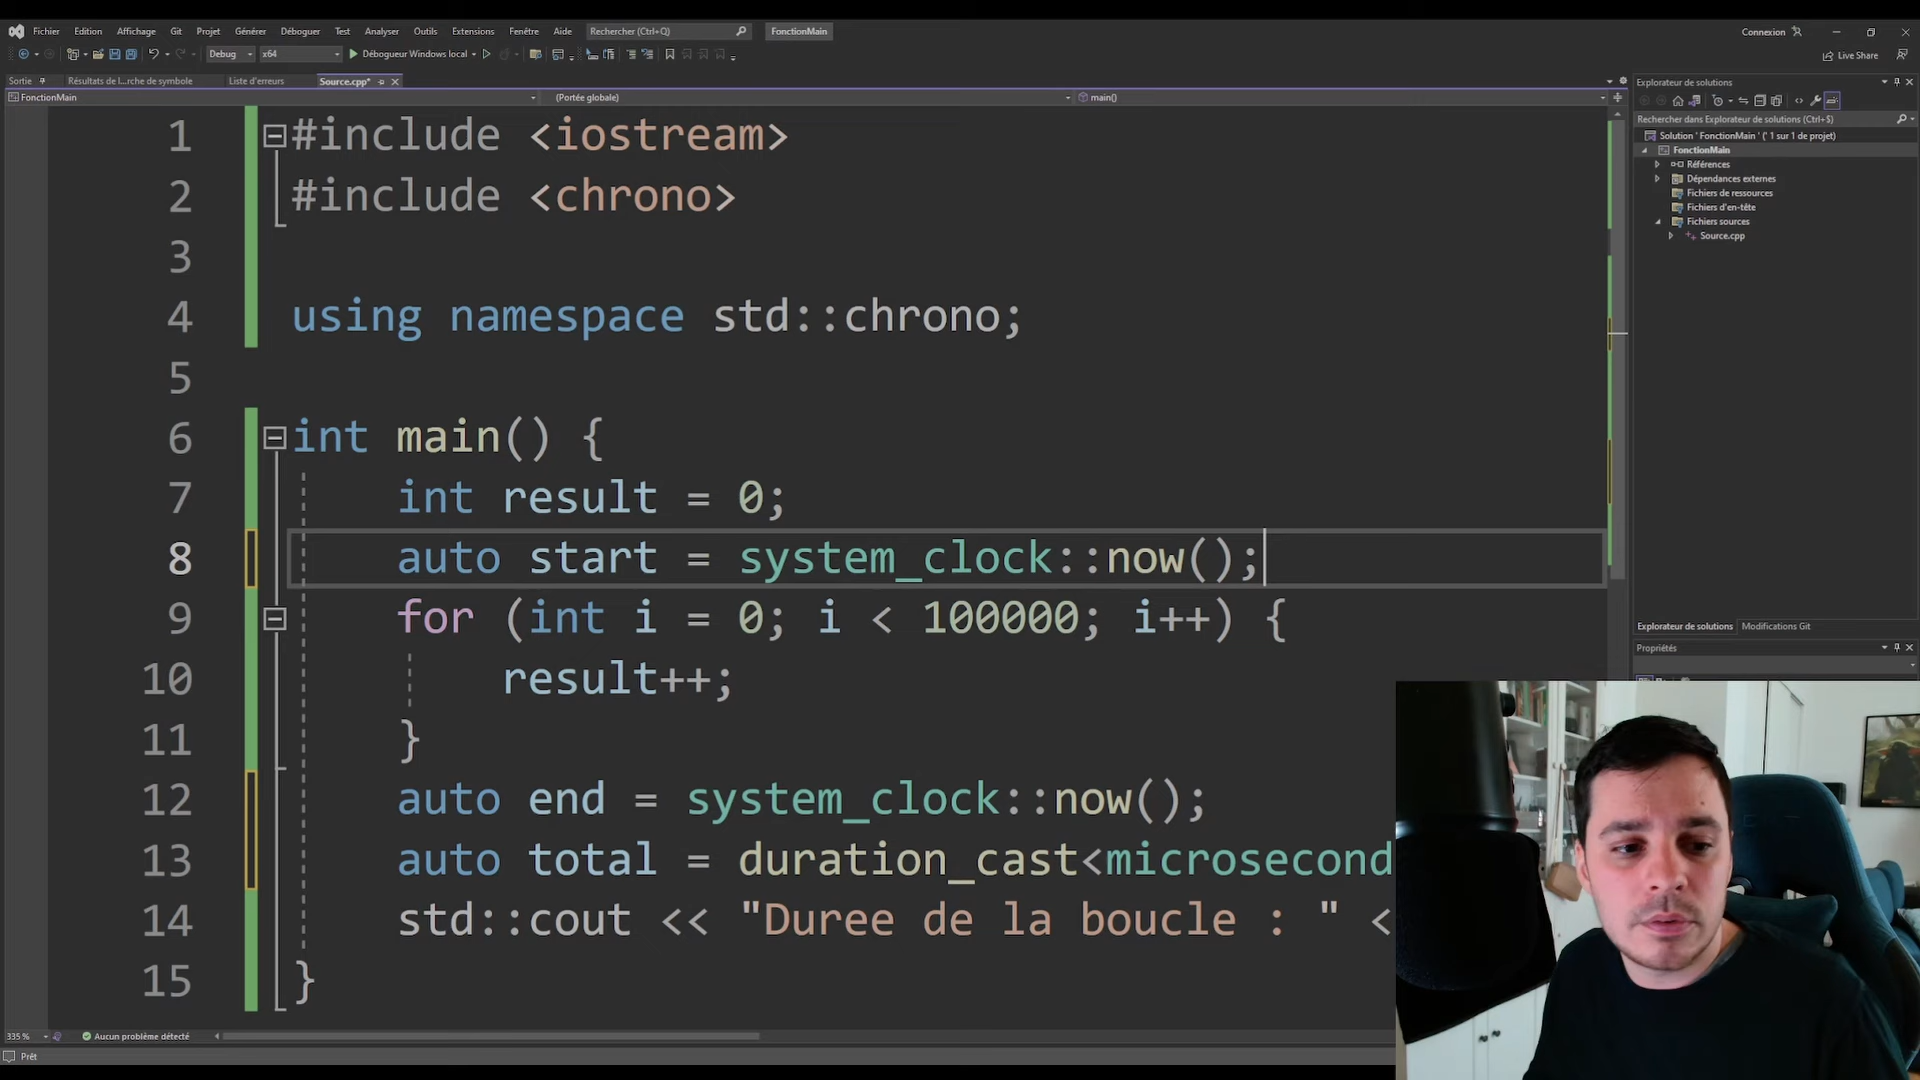 Fichier Edition Affichage Git Projet Générer Déboguer Test Analyser Outils Extensions Fenêtre Aide Rechercher (Ctrl+Q) FonctionMain Connexion
Debug x64 Débogueur Windows local Live Share
Sortie Résultats de l...rche de symbole Liste d'erreurs Source.cpp*
FonctionMain (Portée globale) main()
1 #include <iostream>
2 #include <chrono>
3
4 using namespace std::chrono;
5
6 int main() {
7 int result = 0;
8 auto start = system_clock::now();
9 for (int i = 0; i < 100000; i++) {
10 result++;
11 }
12 auto end = system_clock::now();
13 auto total = duration_cast<microsecond
14 std::cout << "Duree de la boucle : " <
15 }
335 % Aucun problème détecté
Prêt
Explorateur de solutions
Rechercher dans Explorateur de solutions (Ctrl+$)
Solution ' FonctionMain ' (' 1 sur 1 de projet)
FonctionMain
Références
Dépendances externes
Fichiers de ressources
Fichiers d'en-tête
Fichiers sources
Source.cpp
Explorateur de solutions Modifications Git
Propriétés